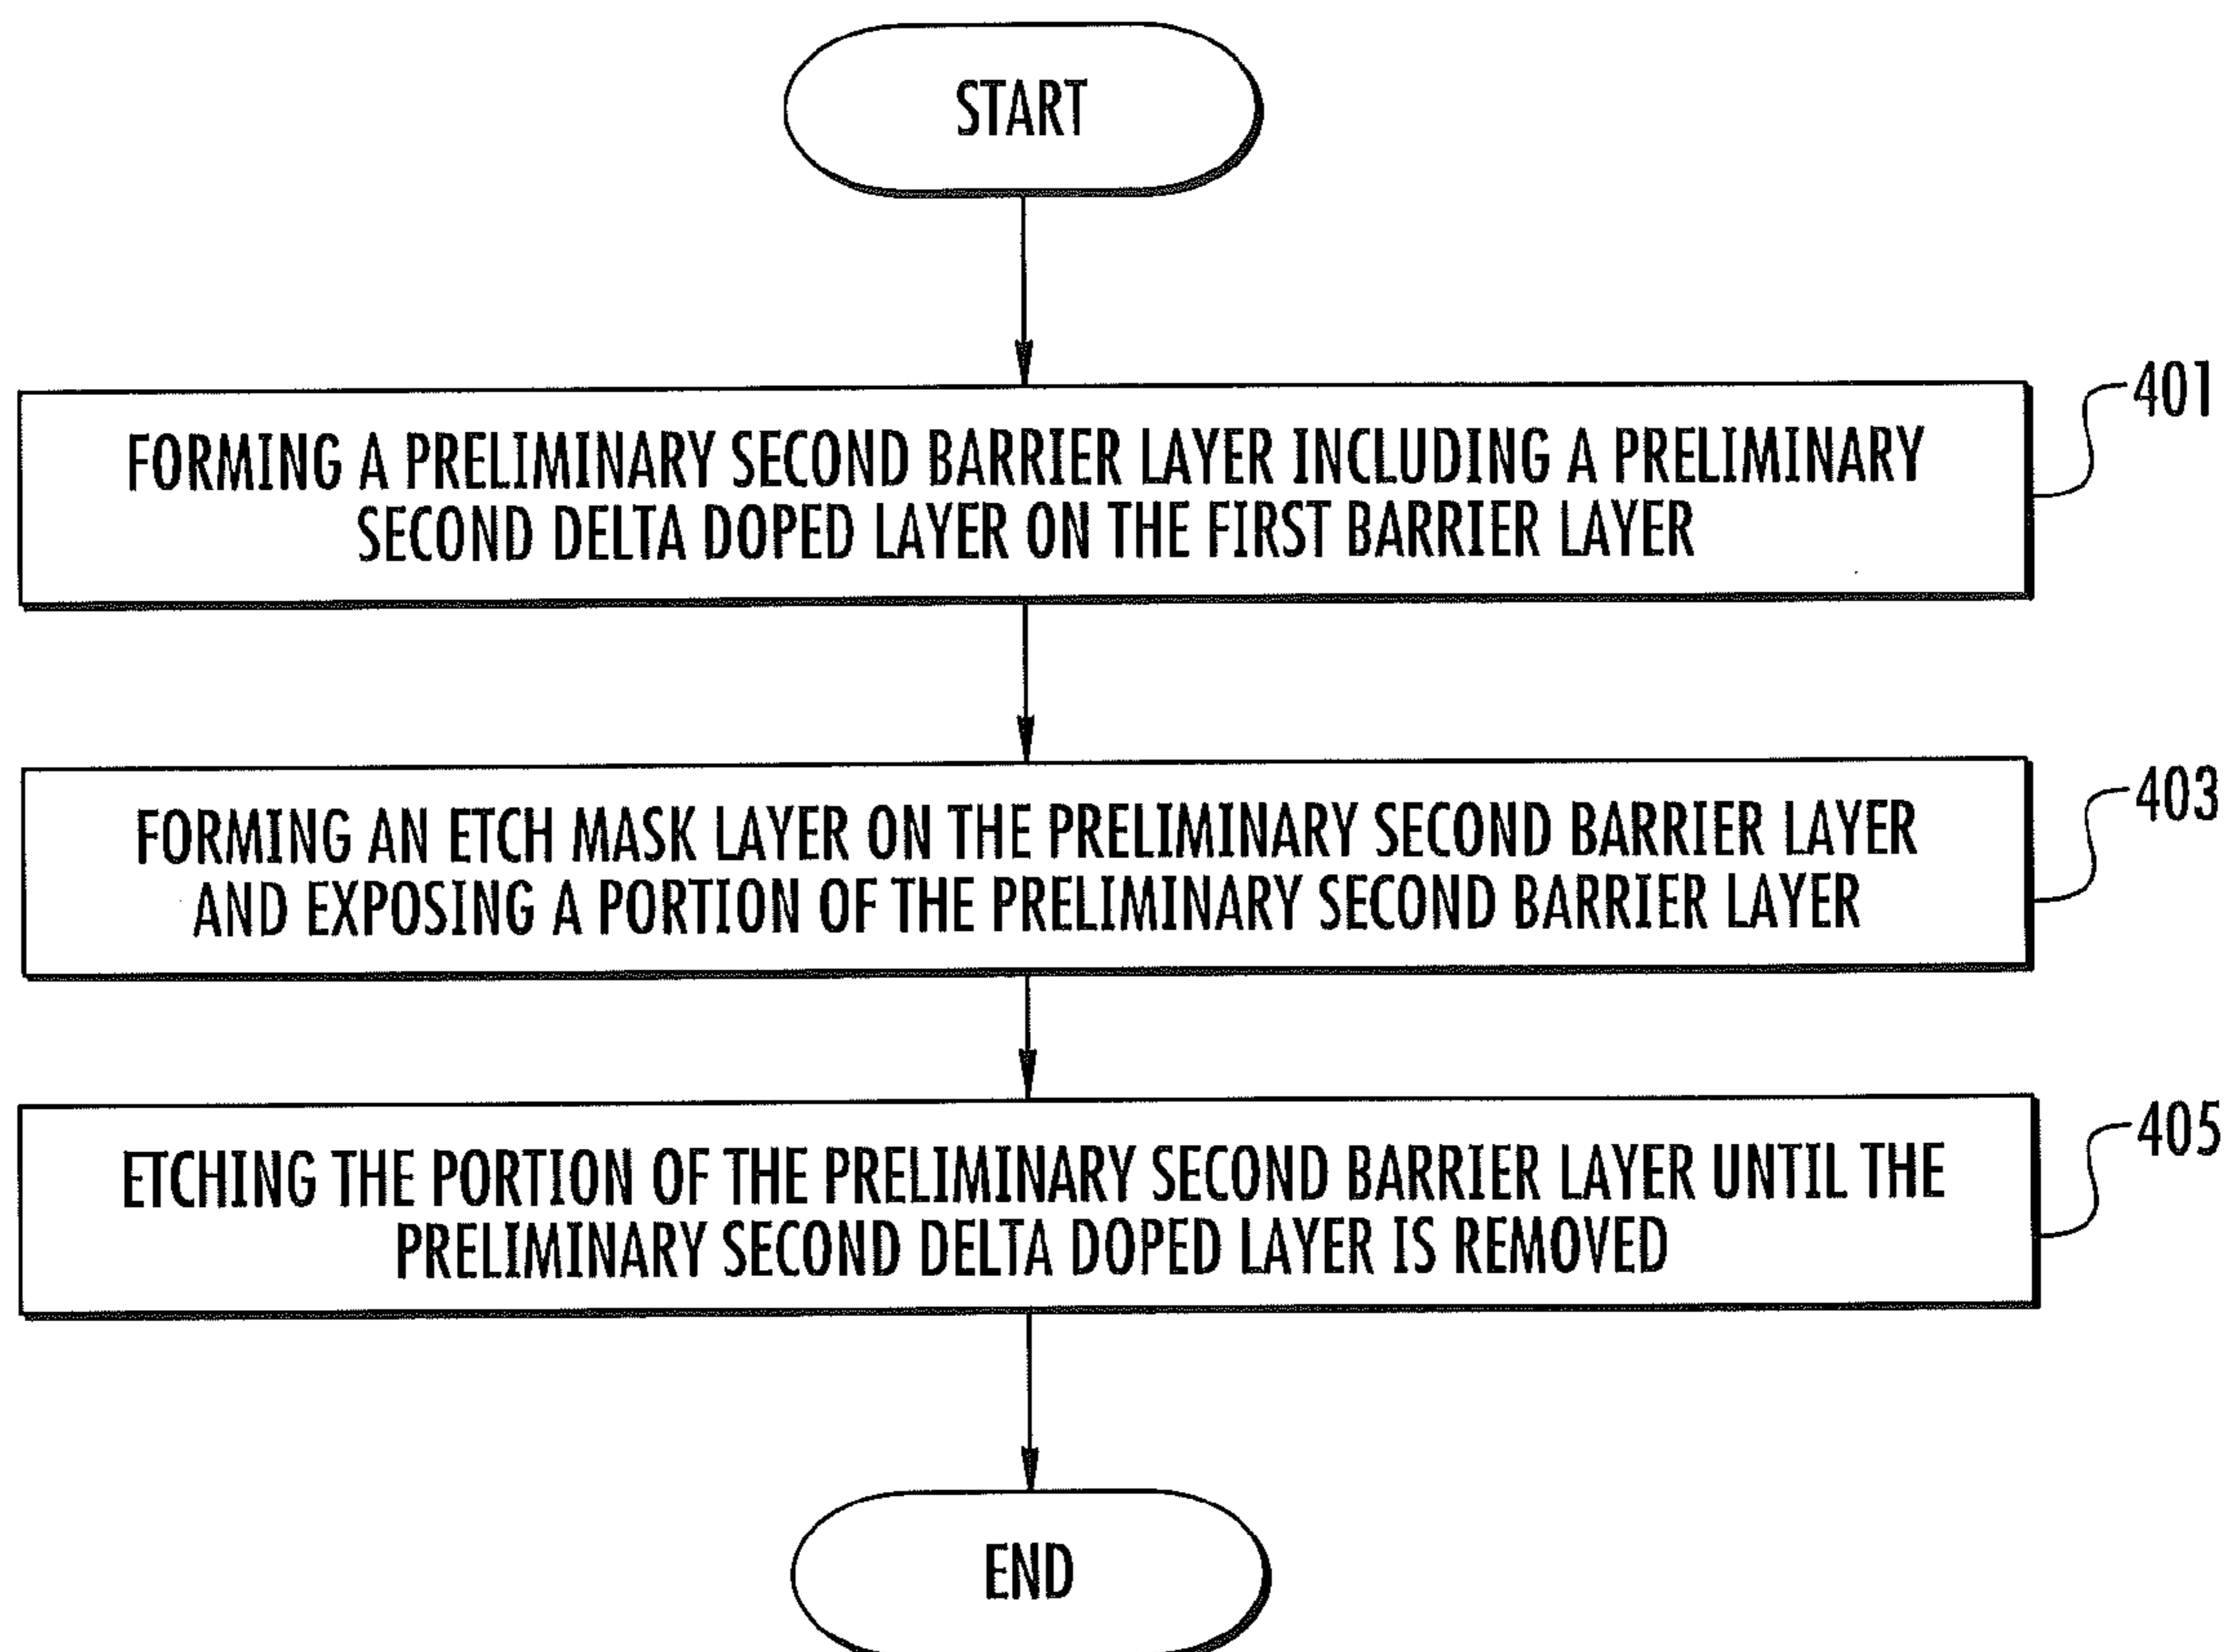 START
FORMING A PRELIMINARY SECOND BARRIER LAYER INCLUDING A PRELIMINARY
SECOND DELTA DOPED LAYER ON THE FIRST BARRIER LAYER
401
FORMING AN ETCH MASK LAYER ON THE PRELIMINARY SECOND BARRIER LAYER
AND EXPOSING A PORTION OF THE PRELIMINARY SECOND BARRIER LAYER
403
ETCHING THE PORTION OF THE PRELIMINARY SECOND BARRIER LAYER UNTIL THE
PRELIMINARY SECOND DELTA DOPED LAYER IS REMOVED
405
END